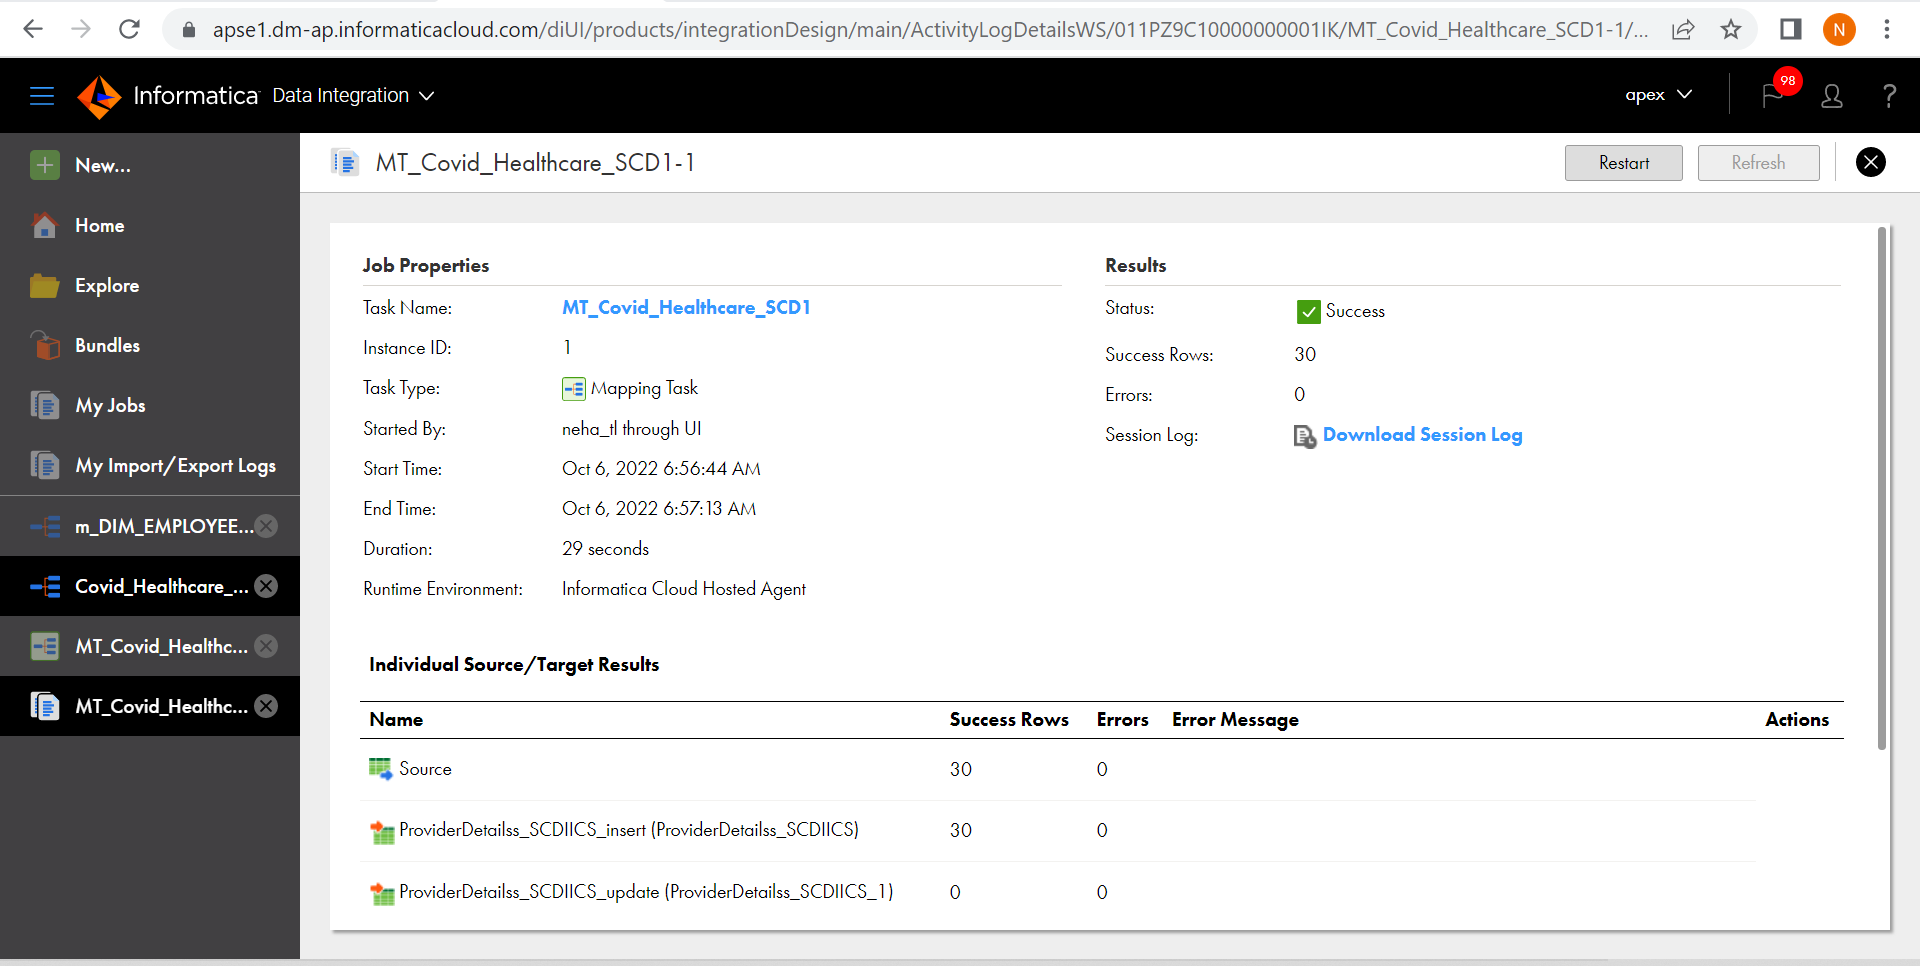 apse1.dm-ap.informaticacloud.com/diUI/products/integrationDesign/main/ActivityLogDetailsWS/011PZ9C10000000001IK/MT_Covid_Healthcare_SCD1-1/...
N
Informatica Data Integration
apex
98
?
New...
Home
Explore
Bundles
My Jobs
My Import/Export Logs
m_DIM_EMPLOYEE...
Covid_Healthcare_...
MT_Covid_Healthc...
MT_Covid_Healthc...
MT_Covid_Healthcare_SCD1-1
Restart
Refresh
Job Properties
Task Name: MT_Covid_Healthcare_SCD1
Instance ID: 1
Task Type: Mapping Task
Started By: neha_tl through UI
Start Time: Oct 6, 2022 6:56:44 AM
End Time: Oct 6, 2022 6:57:13 AM
Duration: 29 seconds
Runtime Environment: Informatica Cloud Hosted Agent
Results
Status: Success
Success Rows: 30
Errors: 0
Session Log: Download Session Log
Individual Source/Target Results
Name Success Rows Errors Error Message Actions
Source 30 0
ProviderDetailss_SCDIICS_insert (ProviderDetailss_SCDIICS) 30 0
ProviderDetailss_SCDIICS_update (ProviderDetailss_SCDIICS_1) 0 0